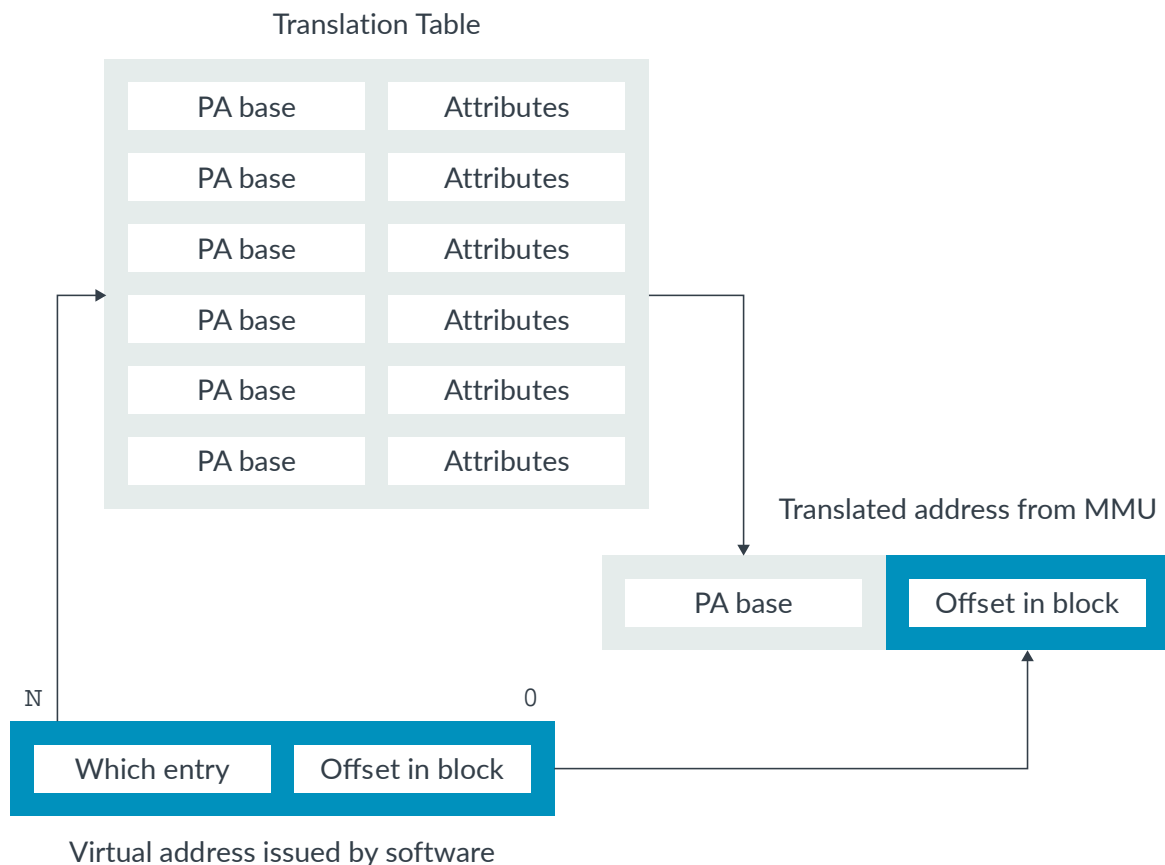 Translation Table
PA base Attributes
PA base Attributes
PA base Attributes
PA base Attributes
PA base Attributes
PA base Attributes
Translated address from MMU
PA base Offset in block
N 0
Which entry Offset in block
Virtual address issued by software